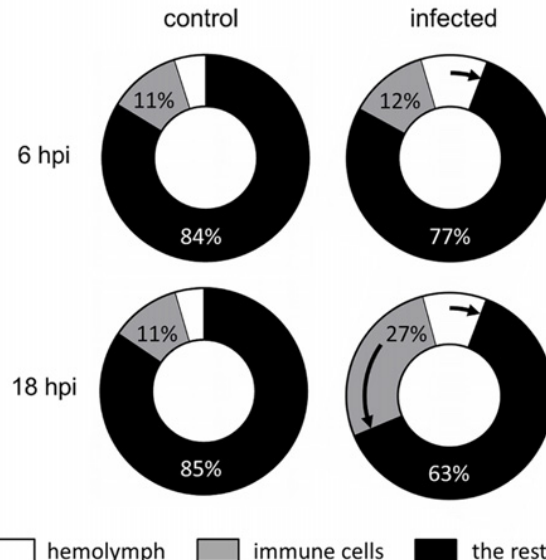 control infected
11% 12%
6 hpi
84% 77%
11% 27%
18 hpi
85% 63%
hemolymph immune cells the rest